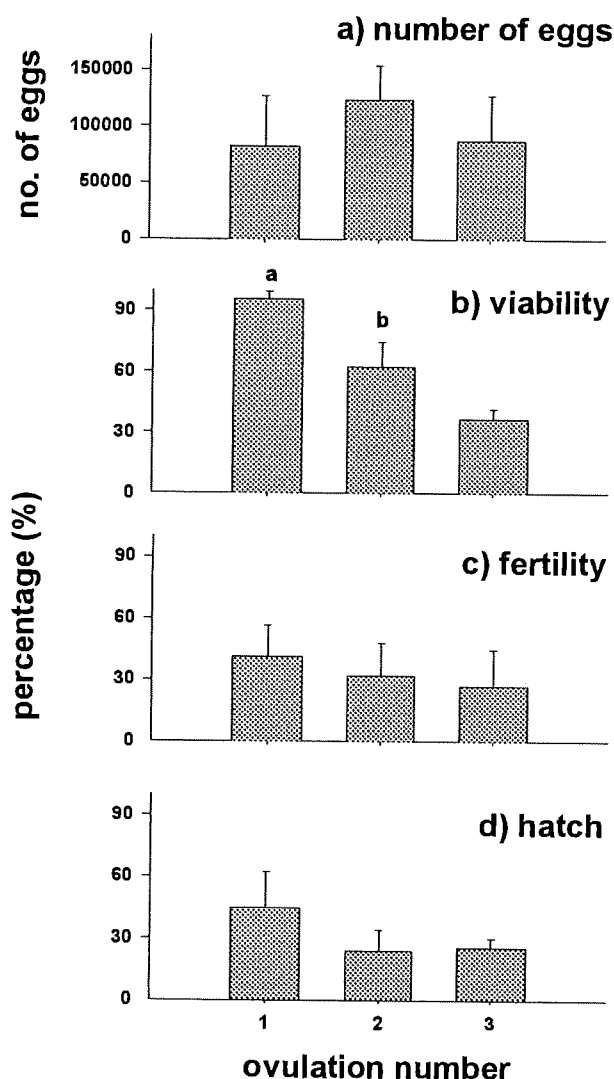 a) number of eggs
no. of eggs
150000
100000
50000
0
b) viability
percentage (%)
90
60
30
0
a
b
c) fertility
90
60
30
0
d) hatch
90
60
30
0
1 2 3
ovulation number